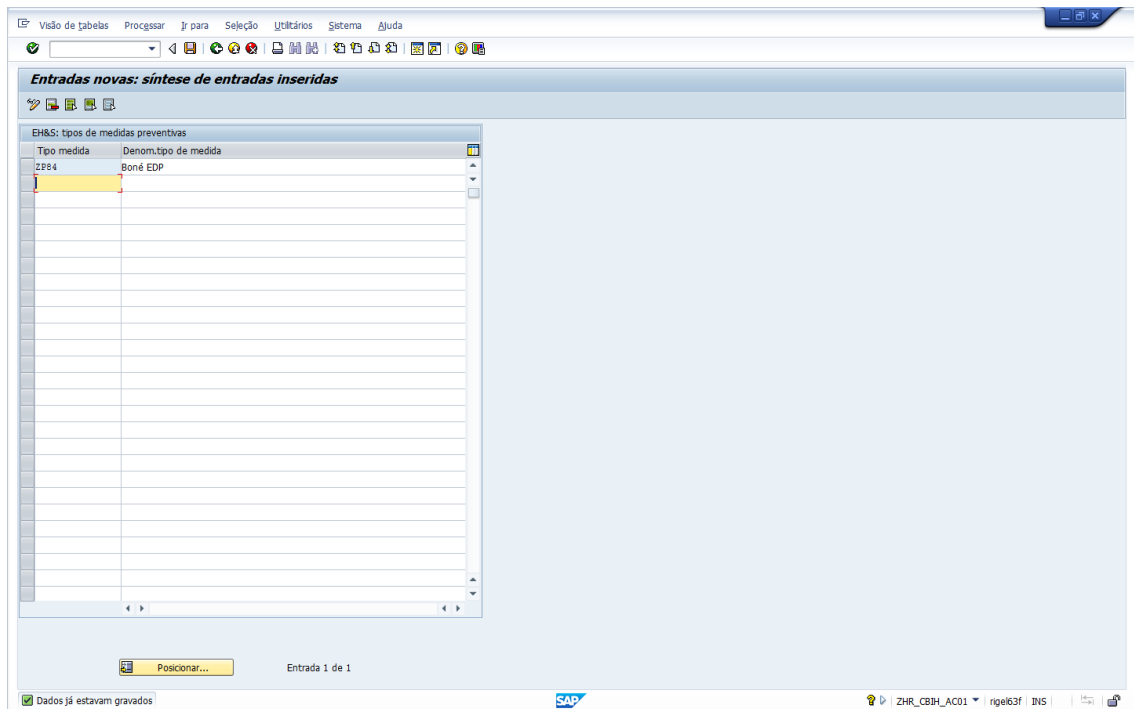 Visão de tabelas Processar Ir para Seleção Utilitários Sistema Ajuda
Entradas novas: síntese de entradas inseridas
EH&S: tipos de medidas preventivas
Tipo medida Denom.tipo de medida
ZP84 Boné EDP
Posicionar... Entrada 1 de 1
Dados já estavam gravados SAP ZHR_CBIH_AC01 rigel63f INS